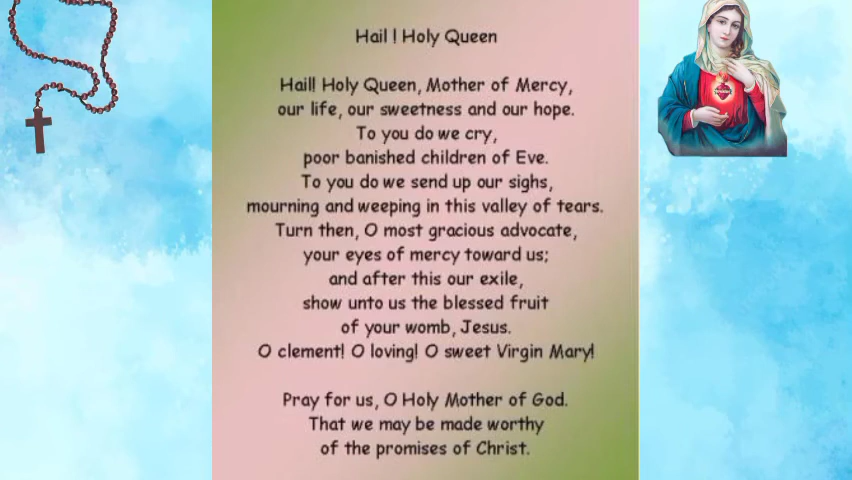 Hail ! Holy Queen
Hail! Holy Queen, Mother of Mercy,
our life, our sweetness and our hope.
To you do we cry,
poor banished children of Eve.
To you do we send up our sighs,
mourning and weeping in this valley of tears.
Turn then, O most gracious advocate,
your eyes of mercy toward us;
and after this our exile,
show unto us the blessed fruit
of your womb, Jesus.
O clement! O loving! O sweet Virgin Mary!
Pray for us, O Holy Mother of God.
That we may be made worthy
of the promises of Christ.